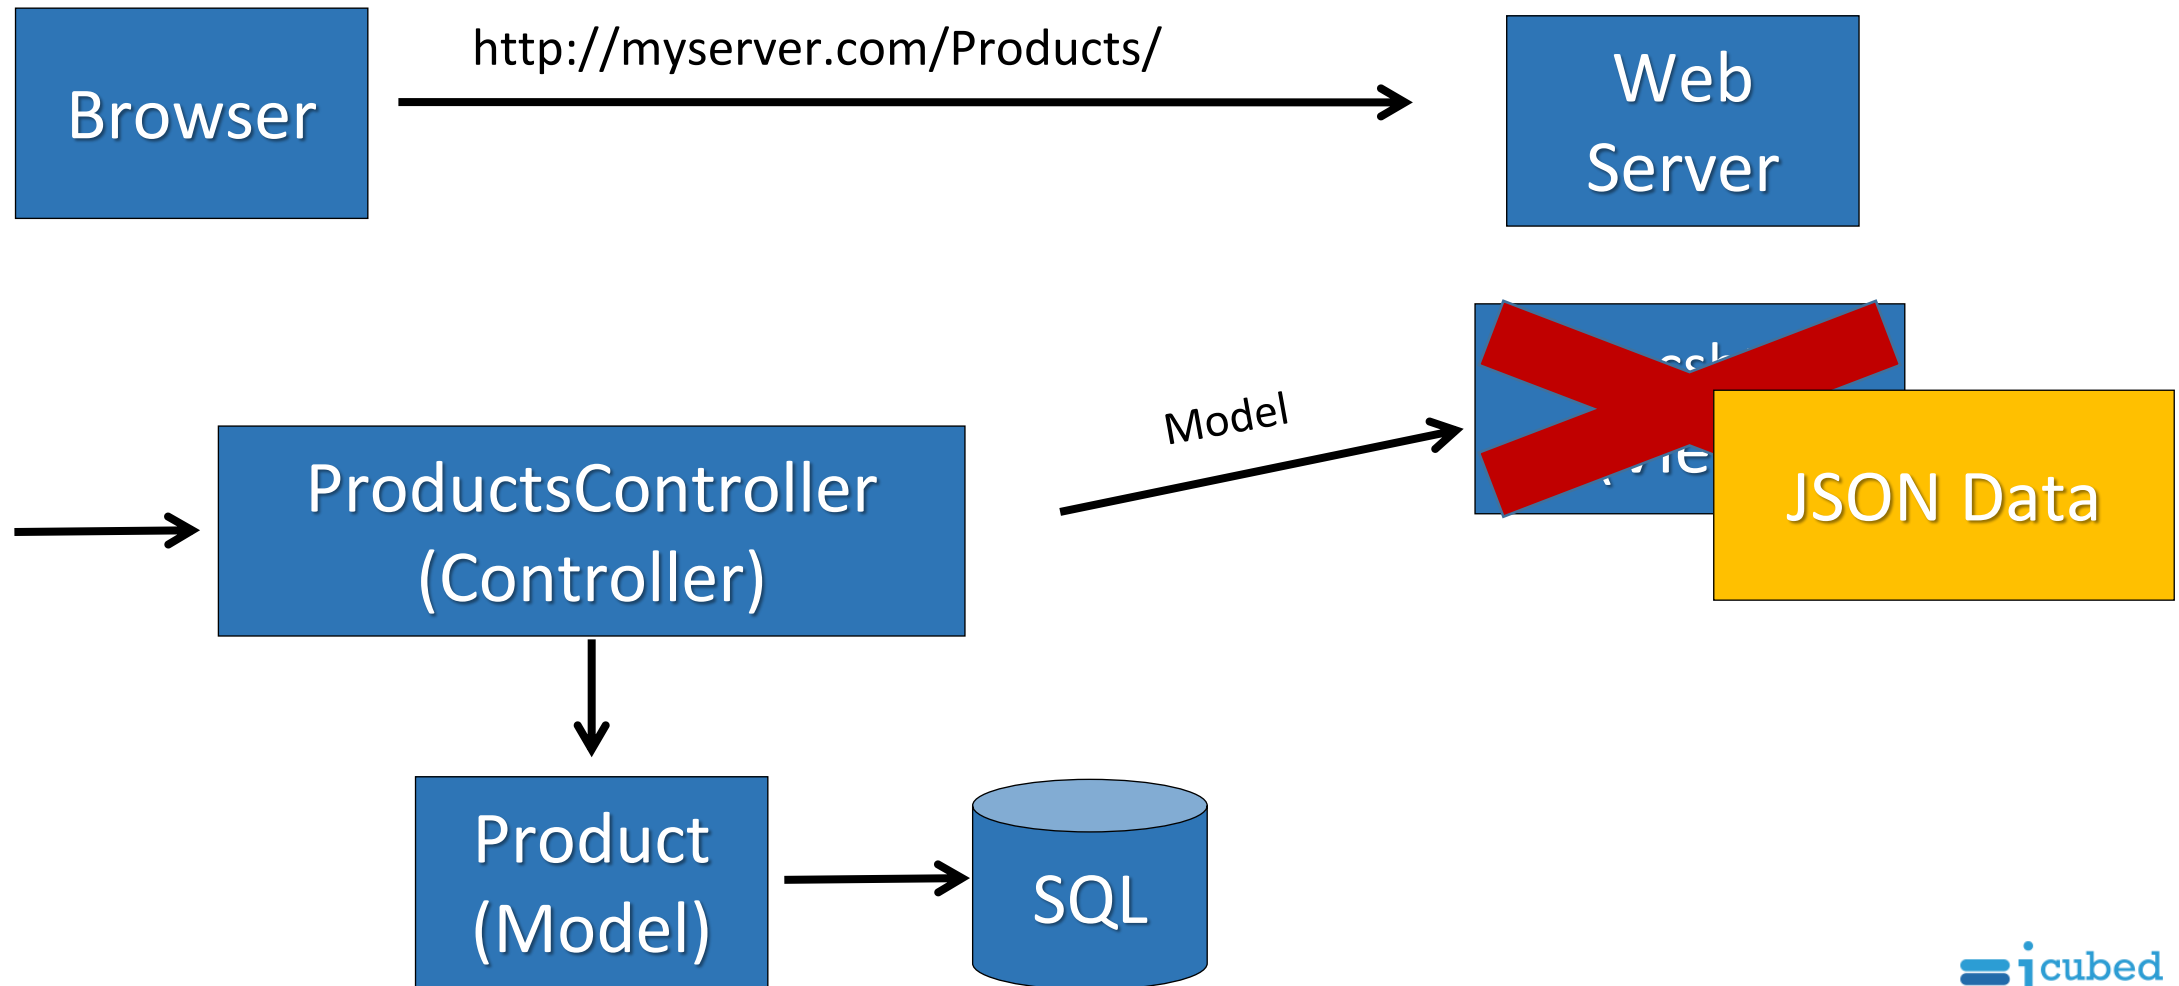 http://myserver.com/Products/
Browser
Web
Server
Model
ProductsController
(Controller)
JSON Data
Product
(Model)
SQL
icubed